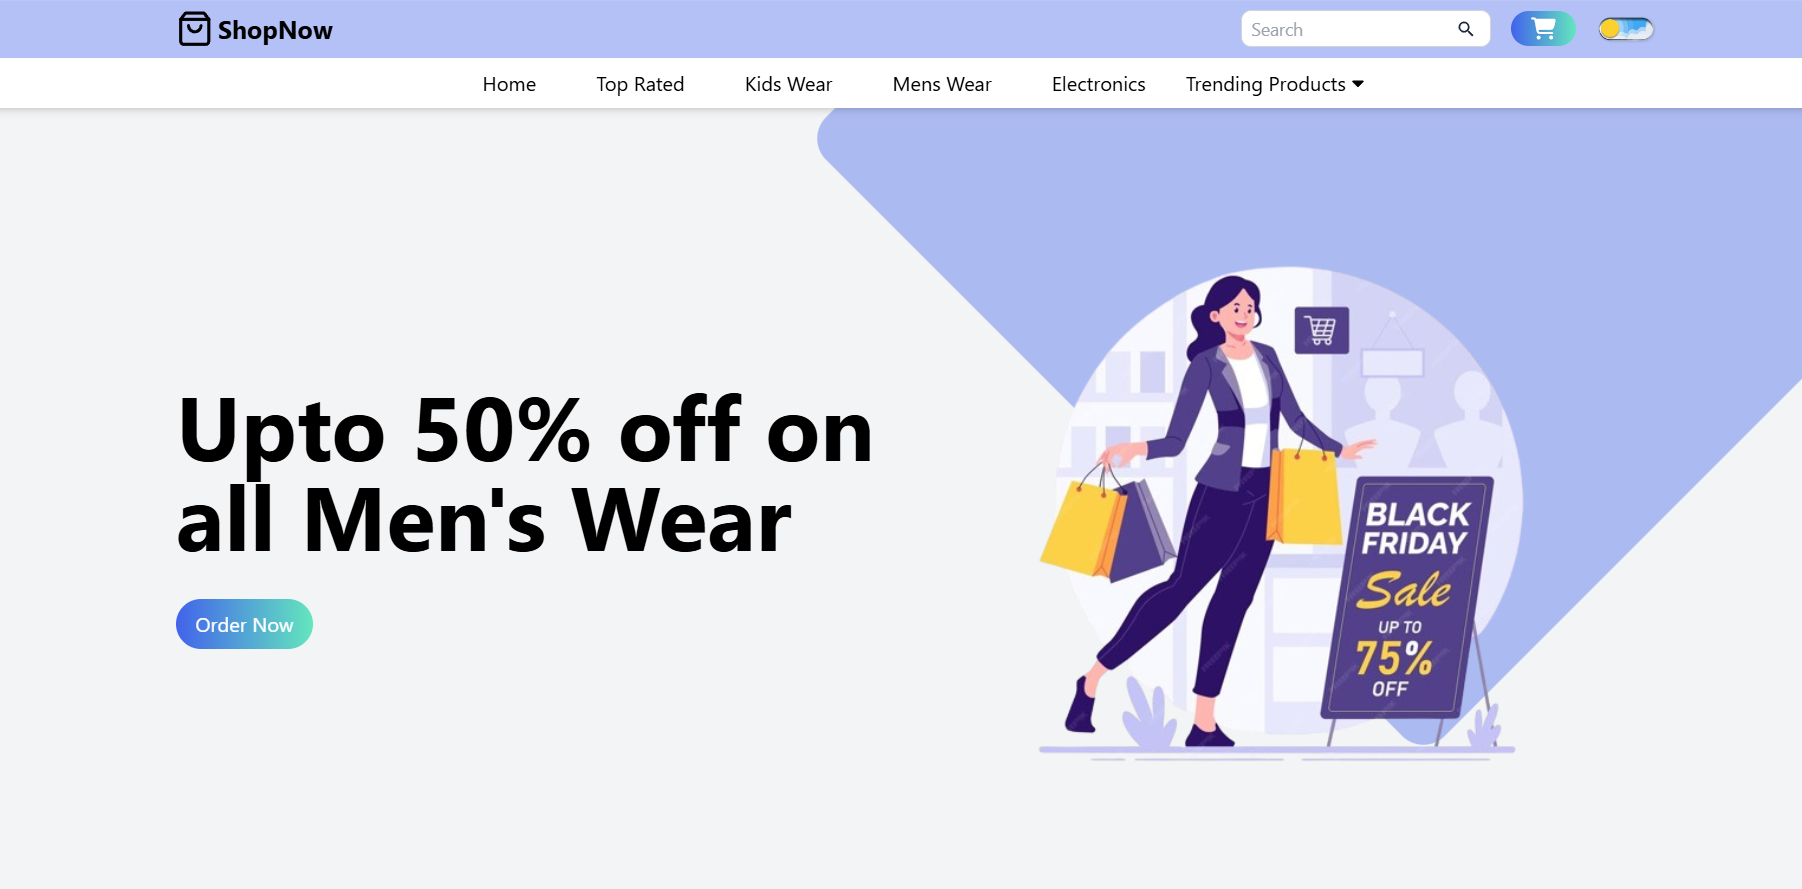 ShopNow
Search
Home Top Rated Kids Wear Mens Wear Electronics Trending Products
Upto 50% off on
all Men's Wear
Order Now
BLACK
FRIDAY
Sale
UP TO
75%
OFF